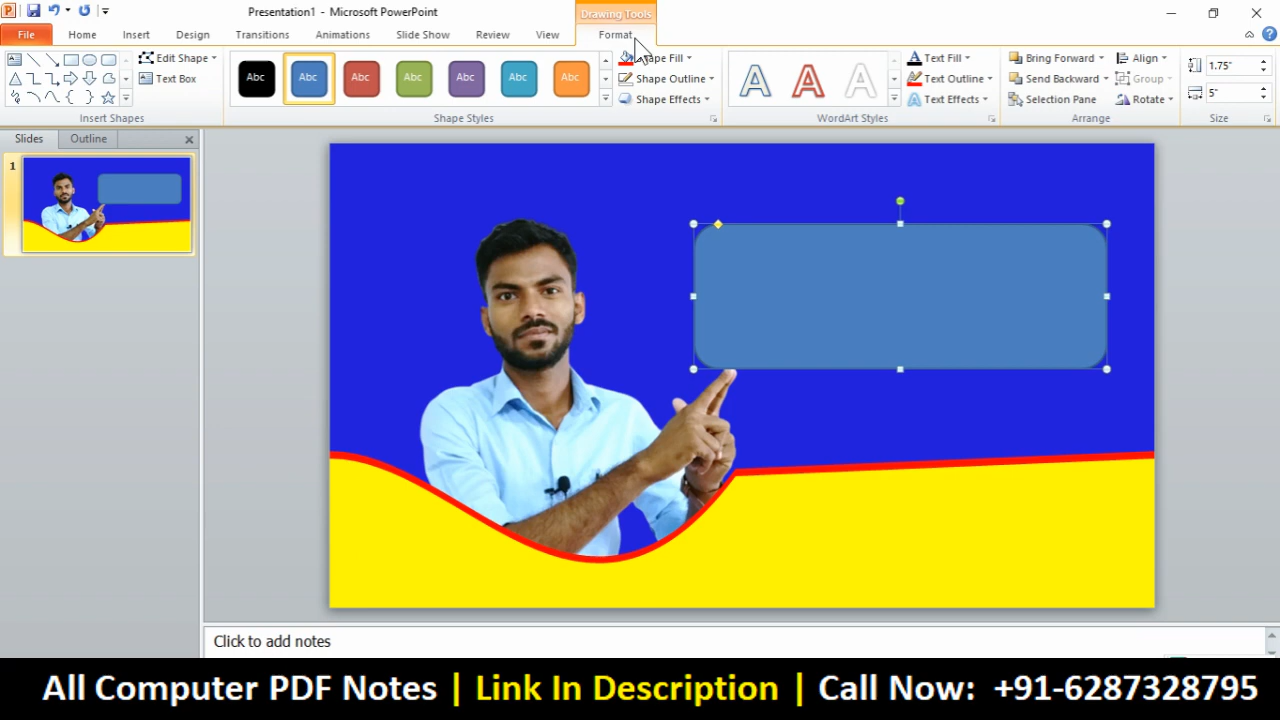 Presentation1 - Microsoft PowerPoint
Drawing Tools
File Home Insert Design Transitions Animations Slide Show Review View Format
Edit Shape
Text Box
Insert Shapes
Abc Abc Abc Abc Abc Abc Abc
Shape Outline
Shape Effects
Shape Styles
Text Fill
Text Outline
Text Effects
WordArt Styles
Bring Forward
Send Backward
Selection Pane
Align
Group
Rotate
Arrange
1.75"
5"
Size
Slides Outline
1
Click to add notes
All Computer PDF Notes | Link In Description | Call Now: +91-6287328795